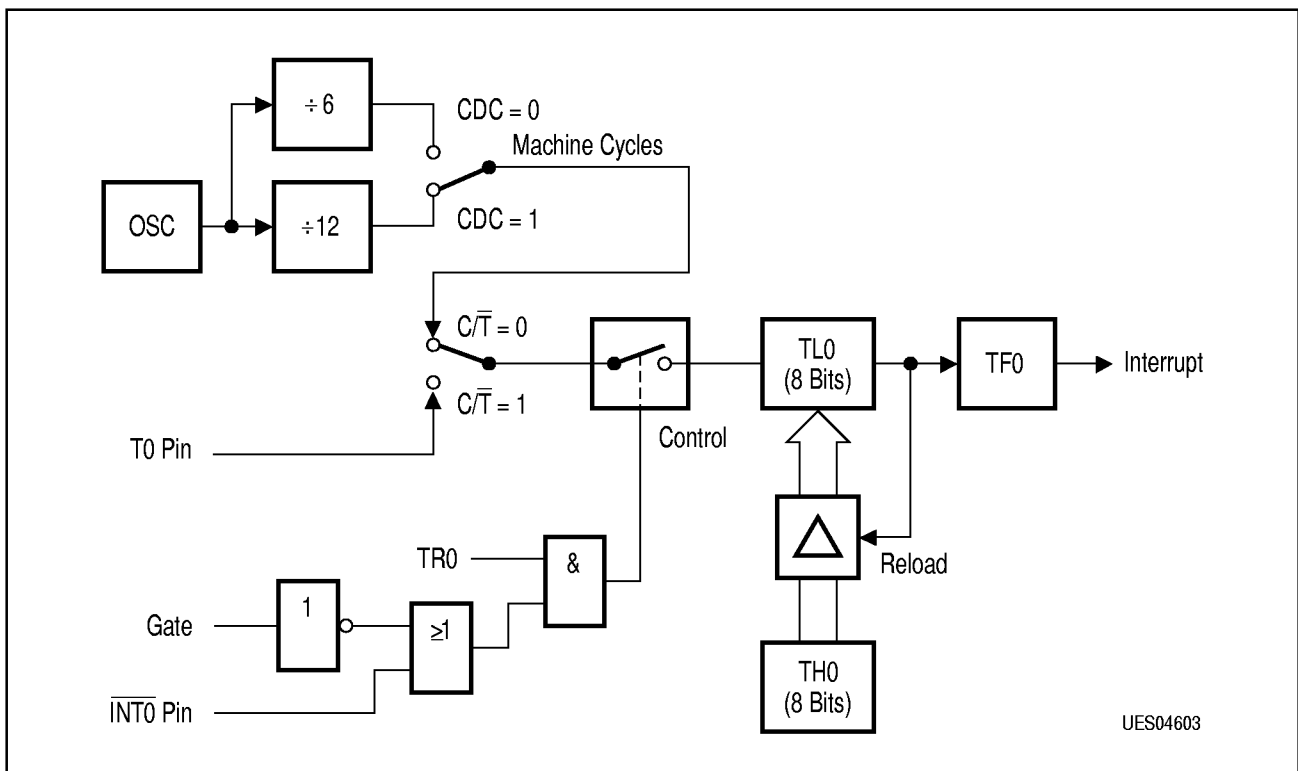 ÷ 6
CDC = 0
Machine Cycles
OSC
÷12
CDC = 1
C/T̅ = 0
TL0
(8 Bits)
TF0
Interrupt
C/T̅ = 1
T0 Pin
Control
TR0
&
Reload
Gate
1
≥1
TH0
(8 Bits)
I̅N̅T̅0̅ Pin
UES04603